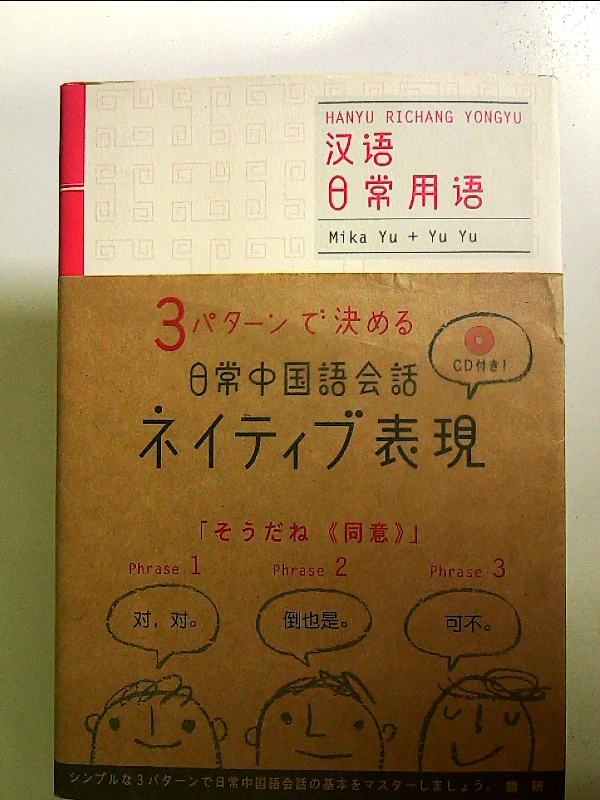 HANYU RICHANG YONGYU
汉语
日常用语
Mika Yu + Yu Yu
3パターンで決める
CD付き!
日常中国語会話
ネイティブ表現
「そうだね《同意》」
Phrase 1
Phrase 2
Phrase 3
对，对。
倒也是。
可不。
シンプルな3パターンで日常中国語会話の基本をマスターしましょう。 語研